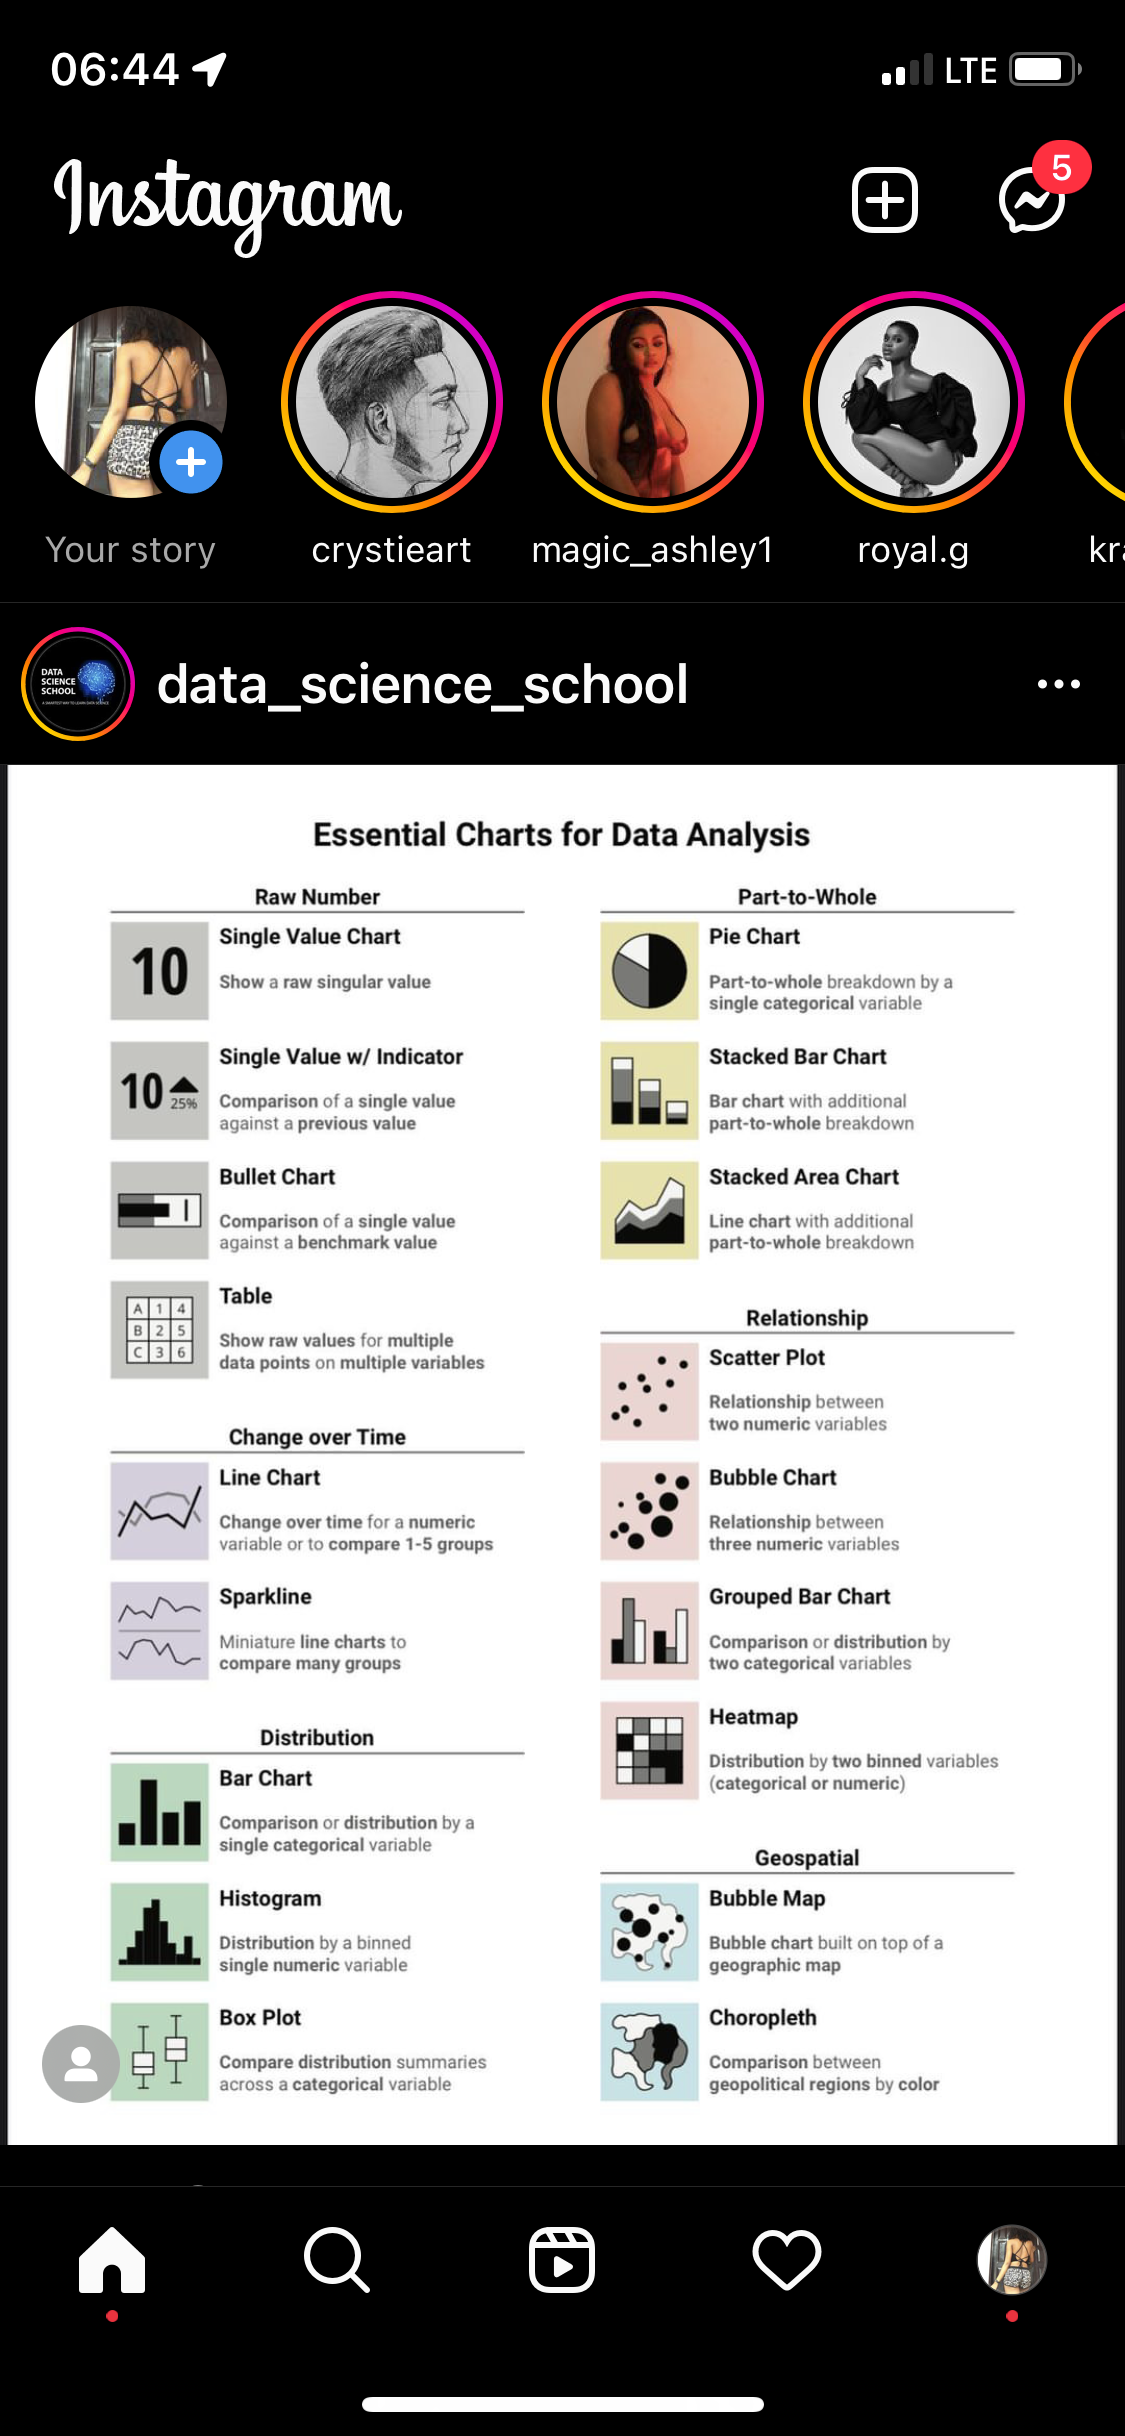 06:44
LTE
Instagram
5
Your story
crystieart
magic_ashley1
royal.g
DATA
SCIENCE
SCHOOL
data_science_school
Essential Charts for Data Analysis
Raw Number
10
Single Value Chart
Show a raw singular value
10
25%
Single Value w/ Indicator
Comparison of a single value
against a previous value
Bullet Chart
Comparison of a single value
against a benchmark value
A 1 4
B 2 5
C 3 6
Table
Show raw values for multiple
data points on multiple variables
Change over Time
Line Chart
Change over time for a numeric
variable or to compare 1-5 groups
Sparkline
Miniature line charts to
compare many groups
Distribution
Bar Chart
Comparison or distribution by a
single categorical variable
Histogram
Distribution by a binned
single numeric variable
Box Plot
Compare distribution summaries
across a categorical variable
Part-to-Whole
Pie Chart
Part-to-whole breakdown by a
single categorical variable
Stacked Bar Chart
Bar chart with additional
part-to-whole breakdown
Stacked Area Chart
Line chart with additional
part-to-whole breakdown
Relationship
Scatter Plot
Relationship between
two numeric variables
Bubble Chart
Relationship between
three numeric variables
Grouped Bar Chart
Comparison or distribution by
two categorical variables
Heatmap
Distribution by two binned variables
(categorical or numeric)
Geospatial
Bubble Map
Bubble chart built on top of a
geographic map
Choropleth
Comparison between
geopolitical regions by color